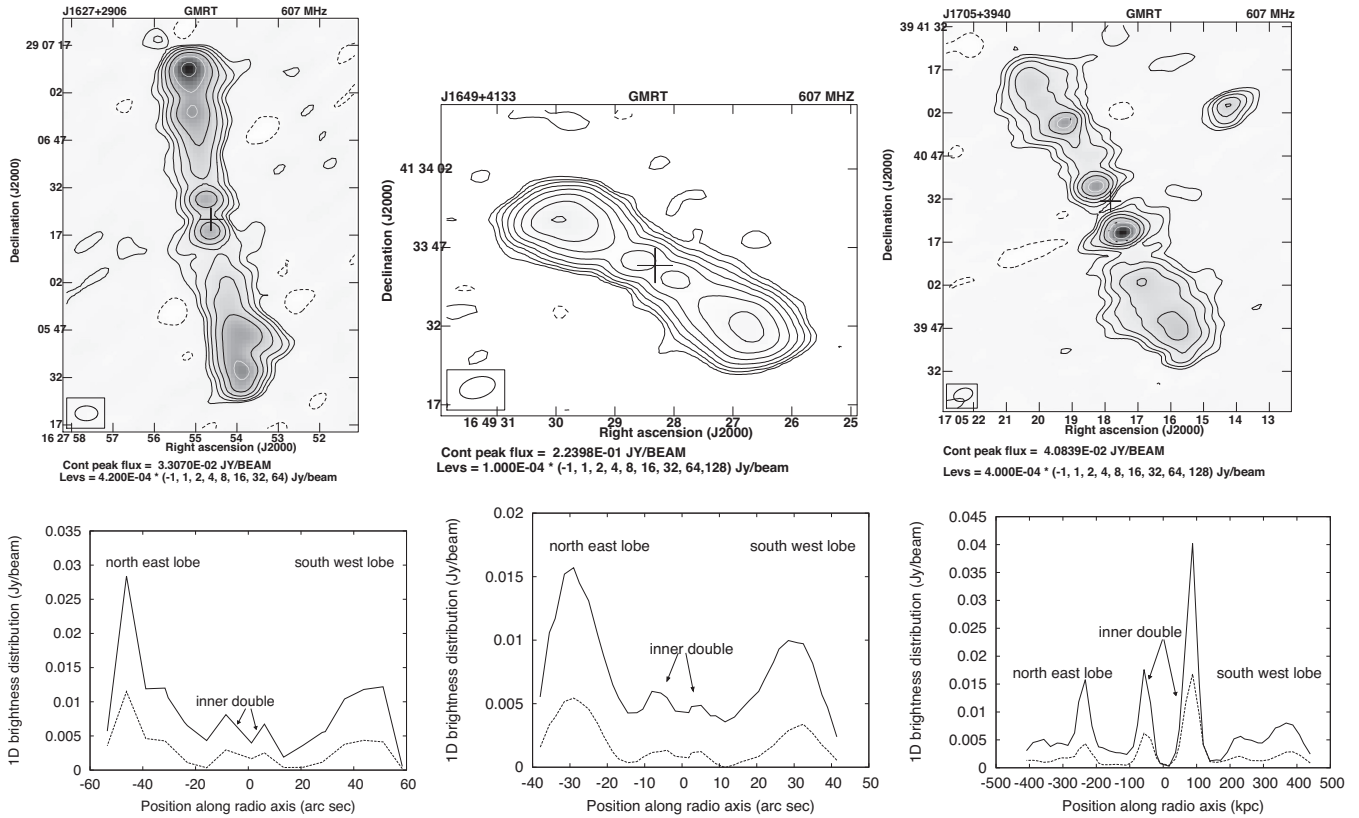 J1627+2906 GMRT 607 MHz
29 07 17
02
06 47
32
17
02
05 47
32
17
Declination (J2000)
16 27 58 57 56 55 54 53 52
Right ascension (J2000)
Cont peak flux = 3.3070E-02 JY/BEAM
Levs = 4.200E-04 * (-1, 1, 2, 4, 8, 16, 32, 64) Jy/beam
J1649+4133 GMRT 607 MHZ
41 34 02
33 47
32
17
Declination (J2000)
16 49 31 30 29 28 27 26 25
Right ascension (J2000)
Cont peak flux = 2.2398E-01 JY/BEAM
Levs = 1.000E-04 * (-1, 1, 2, 4, 8, 16, 32, 64,128) Jy/beam
J1705+3940 GMRT 607 MHz
39 41 32
17
02
40 47
32
17
02
39 47
32
Declination (J2000)
17 05 22 21 20 19 18 17 16 15 14 13
Right ascension (J2000)
Cont peak flux = 4.0839E-02 JY/BEAM
Levs = 4.000E-04 * (-1, 1, 2, 4, 8, 16, 32, 64, 128) Jy/beam
1D brightness distribution (Jy/beam)
0.035
0.03
0.025
0.02
0.015
0.01
0.005
0
north east lobe south west lobe
inner double
-60 -40 -20 0 20 40 60
Position along radio axis (arc sec)
1D brightness distribution (Jy/beam)
0.02
0.015
0.01
0.005
0
north east lobe south west lobe
inner double
-40 -30 -20 -10 0 10 20 30 40 50
Position along radio axis (arc sec)
1D brightness distribution (Jy/beam)
0.045
0.04
0.035
0.03
0.025
0.02
0.015
0.01
0.005
0
inner double
north east lobe south west lobe
-500 -400 -300 -200 -100 0 100 200 300 400 500
Position along radio axis (kpc)